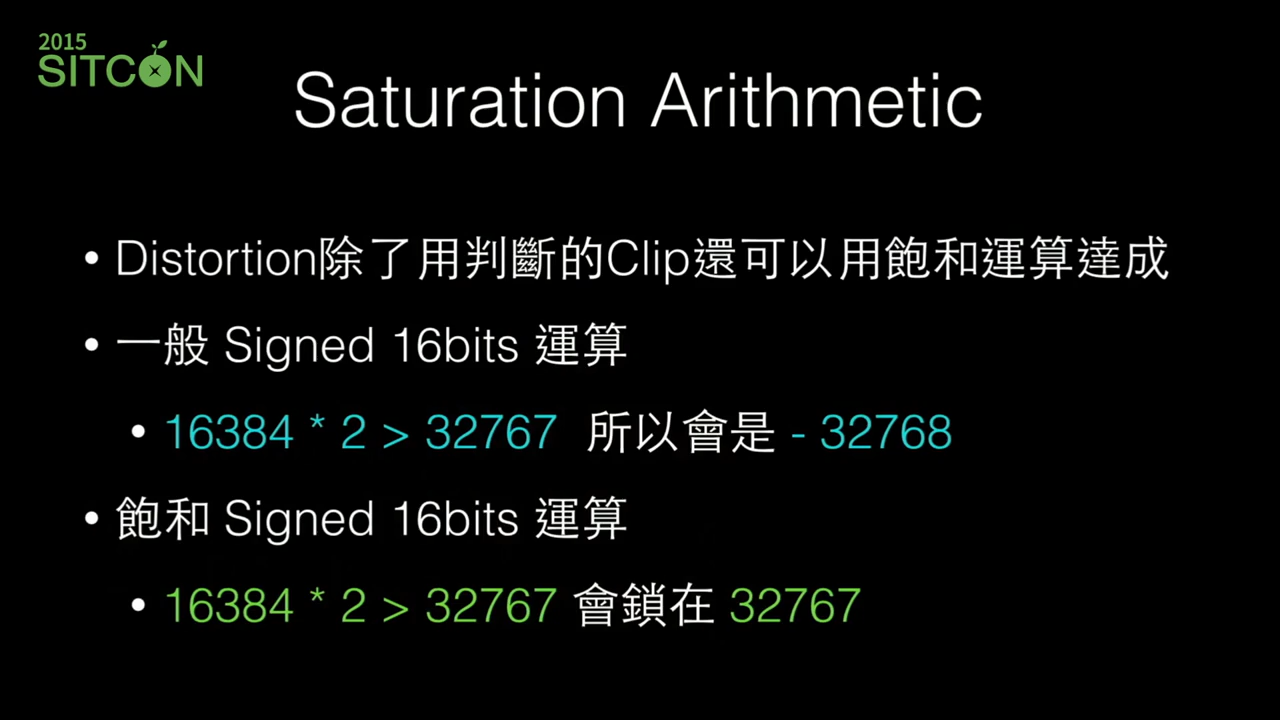 2015
SITCON
Saturation Arithmetic
• Distortion除了用判斷的Clip還可以用飽和運算達成
• 一般 Signed 16bits 運算
• 16384 * 2 > 32767 所以會是 - 32768
• 飽和 Signed 16bits 運算
• 16384 * 2 > 32767 會鎖在 32767